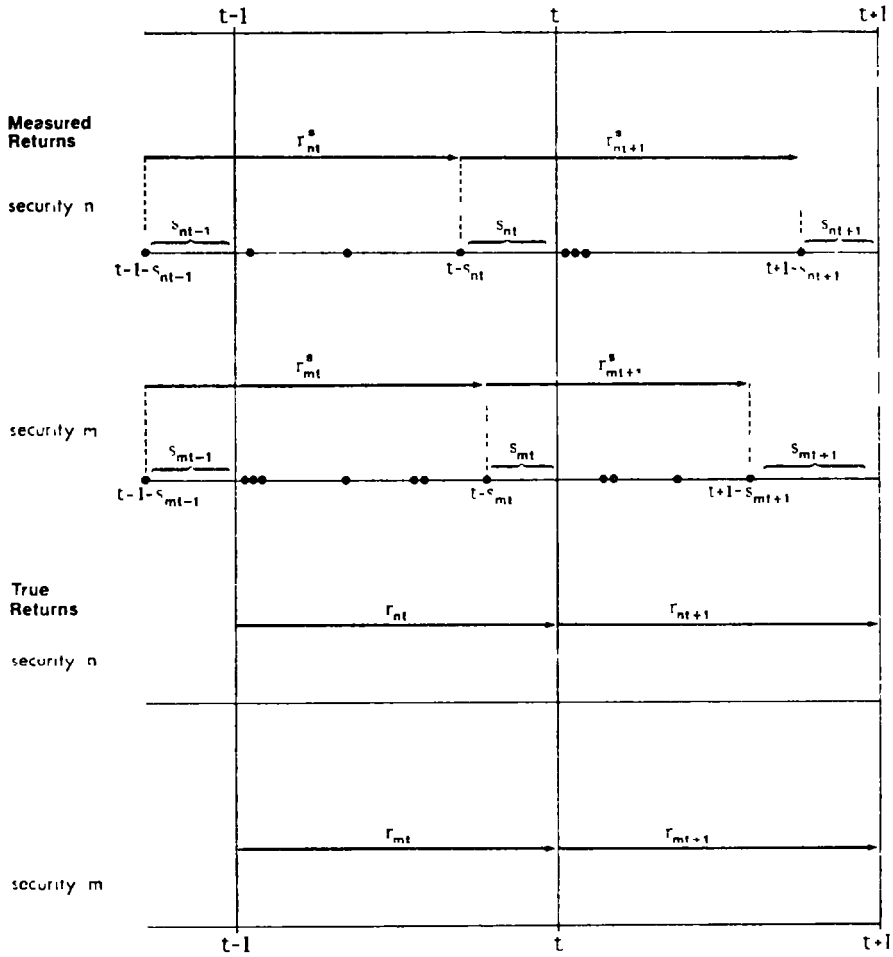 t-1 t t+1
Measured
Returns
r^s_nt r^s_nt+1
security n
s_nt-1 s_nt s_nt+1
t-1-s_nt-1 t-s_nt t+1-s_nt+1
r^s_mt r^s_mt+1
security m
s_mt-1 s_mt s_mt+1
t-1-s_mt-1 t-s_mt t+1-s_mt+1
True
Returns
r_nt r_nt+1
security n
r_mt r_mt+1
security m
t-1 t t+1